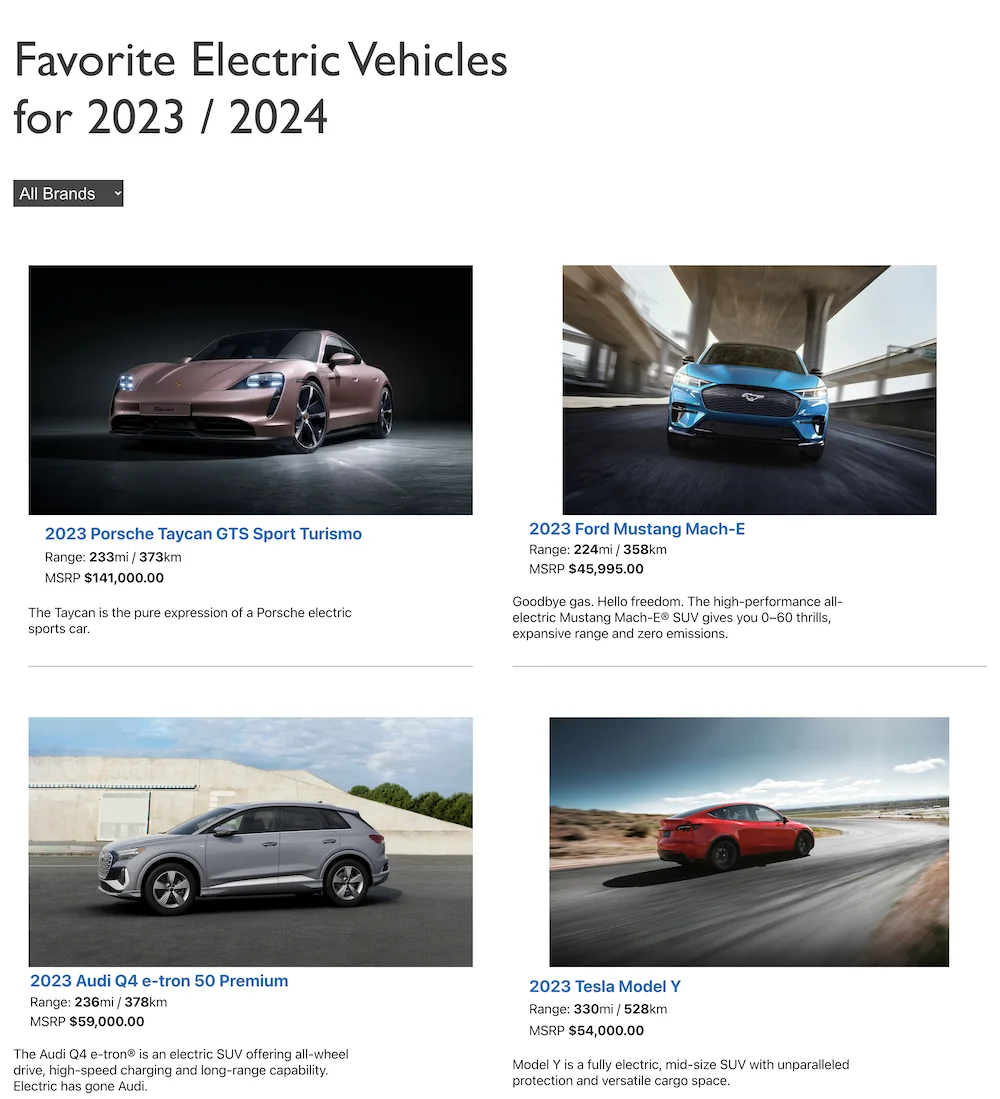 Favorite Electric Vehicles
for 2023 / 2024
All Brands
2023 Porsche Taycan GTS Sport Turismo
Range: 233mi / 373km
MSRP $141,000.00
The Taycan is the pure expression of a Porsche electric
sports car.
2023 Ford Mustang Mach-E
Range: 224mi / 358km
MSRP $45,995.00
Goodbye gas. Hello freedom. The high-performance all-
electric Mustang Mach-E® SUV gives you 0–60 thrills,
expansive range and zero emissions.
2023 Audi Q4 e-tron 50 Premium
Range: 236mi / 378km
MSRP $59,000.00
The Audi Q4 e-tron® is an electric SUV offering all-wheel
drive, high-speed charging and long-range capability.
Electric has gone Audi.
2023 Tesla Model Y
Range: 330mi / 528km
MSRP $54,000.00
Model Y is a fully electric, mid-size SUV with unparalleled
protection and versatile cargo space.